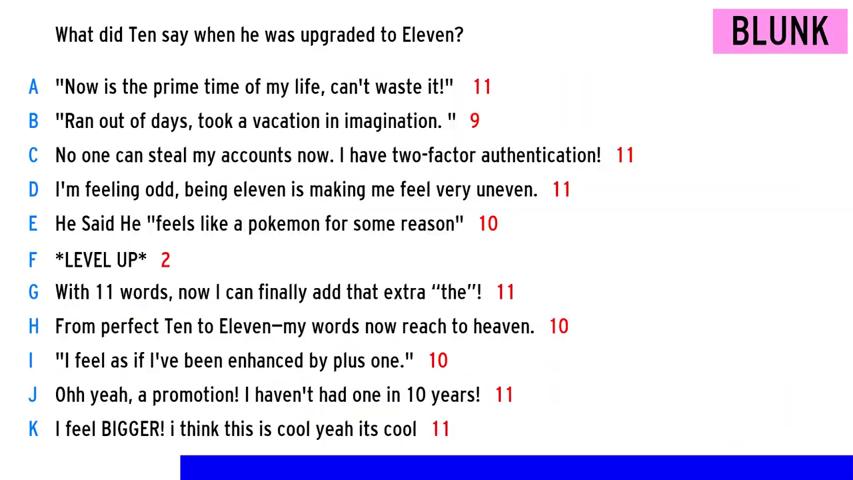 What did Ten say when he was upgraded to Eleven?
BLUNK
A "Now is the prime time of my life, can't waste it!" 11
B "Ran out of days, took a vacation in imagination. " 9
C No one can steal my accounts now. I have two-factor authentication! 11
D I'm feeling odd, being eleven is making me feel very uneven. 11
E He Said He "feels like a pokemon for some reason" 10
F *LEVEL UP* 2
G With 11 words, now I can finally add that extra “the”! 11
H From perfect Ten to Eleven—my words now reach to heaven. 10
I "I feel as if I've been enhanced by plus one." 10
J Ohh yeah, a promotion! I haven't had one in 10 years! 11
K I feel BIGGER! i think this is cool yeah its cool 11